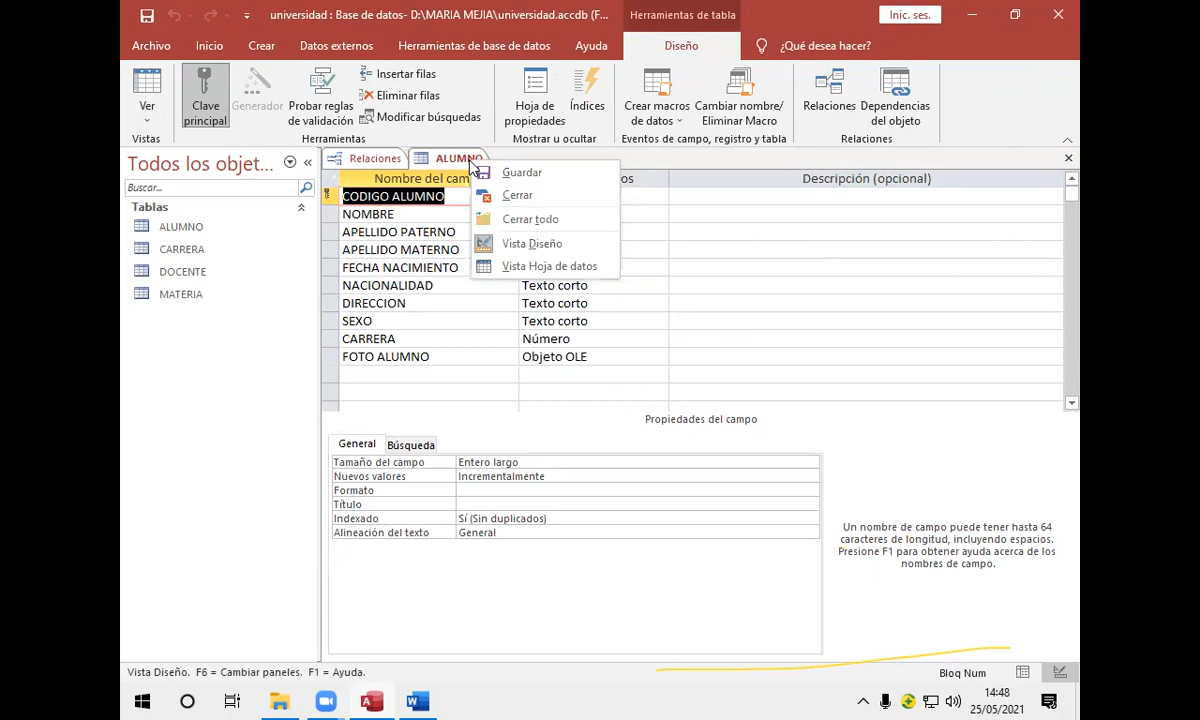 universidad : Base de datos- D:\MARIA MEJIA\universidad.accdb (F...
Herramientas de tabla
Inic. ses.
Archivo Inicio Crear Datos externos Herramientas de base de datos Ayuda Diseño ¿Qué desea hacer?
Ver
Vistas
Clave principal
Generador
Probar reglas de validación
Insertar filas
Eliminar filas
Modificar búsquedas
Herramientas
Hoja de propiedades
Índices
Mostrar u ocultar
Crear macros de datos
Cambiar nombre/ Eliminar Macro
Eventos de campo, registro y tabla
Relaciones
Dependencias del objeto
Relaciones
Todos los objet...
Buscar...
Tablas
ALUMNO
CARRERA
DOCENTE
MATERIA
Relaciones
ALUMNO
Nombre del cam
os
Descripción (opcional)
Guardar
Cerrar
Cerrar todo
Vista Diseño
Vista Hoja de datos
CODIGO ALUMNO
NOMBRE
APELLIDO PATERNO
APELLIDO MATERNO
FECHA NACIMIENTO
NACIONALIDAD Texto corto
DIRECCION Texto corto
SEXO Texto corto
CARRERA Número
FOTO ALUMNO Objeto OLE
Propiedades del campo
General Búsqueda
Tamaño del campo Entero largo
Nuevos valores Incrementalmente
Formato
Título
Indexado Sí (Sin duplicados)
Alineación del texto General
Un nombre de campo puede tener hasta 64
caracteres de longitud, incluyendo espacios.
Presione F1 para obtener ayuda acerca de los
nombres de campo.
Vista Diseño. F6 = Cambiar paneles. F1 = Ayuda.
Bloq Num
14:48
25/05/2021